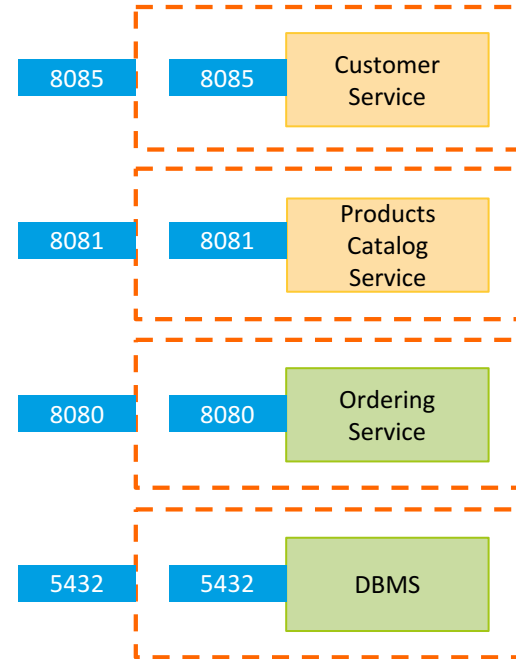 8085
8085
Customer
Service
8081
8081
Products
Catalog
Service
8080
8080
Ordering
Service
5432
5432
DBMS